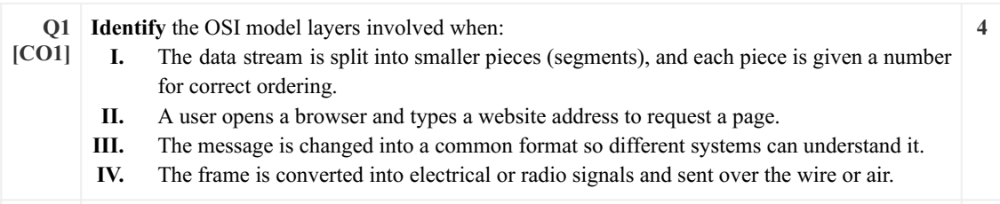 Q1 Identify the OSI model layers involved when: 4
[CO1] I. The data stream is split into smaller pieces (segments), and each piece is given a number
for correct ordering.
II. A user opens a browser and types a website address to request a page.
III. The message is changed into a common format so different systems can understand it.
IV. The frame is converted into electrical or radio signals and sent over the wire or air.